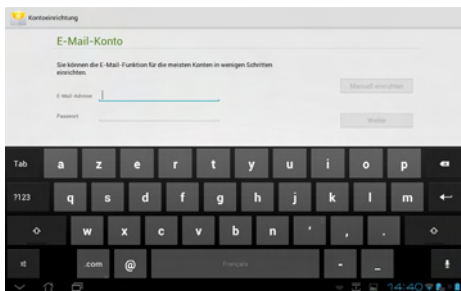 Kontoeinrichtung
E-Mail-Konto
Sie können die E-Mail-Funktion für die meisten Konten in wenigen Schritten
einrichten.
E-Mail-Adresse
Manuell einrichten
Passwort
Weiter
Tab a z e r t y u i o p
?123 q s d f g h j k l m
w x c v b n ' , .
.com @ Français - _
14:40